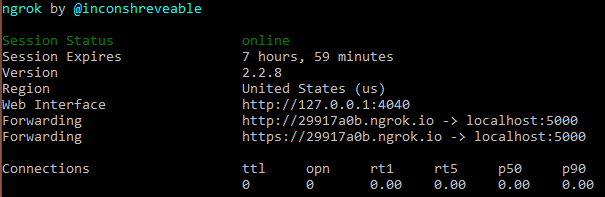 ngrok by @inconshreveable
Session Status online
Session Expires 7 hours, 59 minutes
Version 2.2.8
Region United States (us)
Web Interface http://127.0.0.1:4040
Forwarding http://29917a0b.ngrok.io -> localhost:5000
Forwarding https://29917a0b.ngrok.io -> localhost:5000
Connections ttl opn rt1 rt5 p50 p90
0 0 0.00 0.00 0.00 0.00